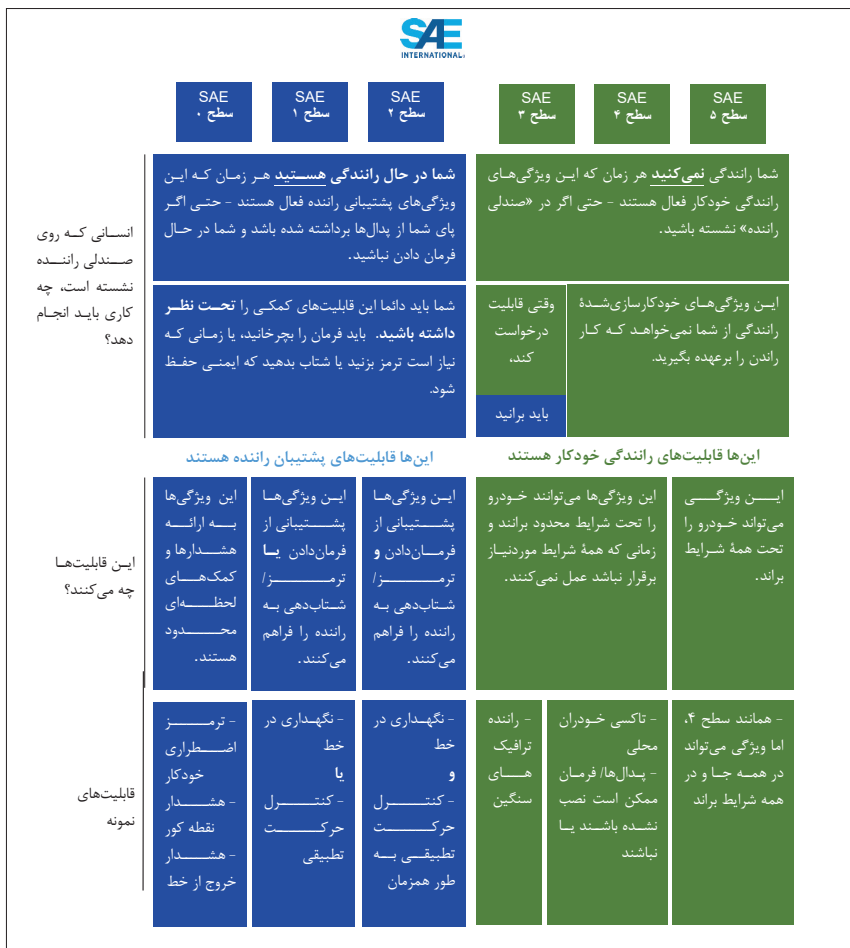 SAE
INTERNATIONAL®
SAE
سطح ۰
SAE
سطح ۱
SAE
سطح ۲
SAE
سطح ۳
SAE
سطح ۴
SAE
سطح ۵
انسانی که روی
صندلی راننده
نشسته است، چه
کاری باید انجام
دهد؟
شما در حال رانندگی هستید هر زمان که این
ویژگی‌های پشتیبانی راننده فعال هستند - حتی اگر
پای شما از پدال‌ها برداشته شده باشد و شما در حال
فرمان دادن نباشید.
شما رانندگی نمی‌کنید هر زمان که این ویژگی‌های
رانندگی خودکار فعال هستند - حتی اگر در «صندلی
راننده» نشسته باشید.
شما باید دائما این قابلیت‌های کمکی را تحت نظر
داشته باشید. باید فرمان را بچرخانید، یا زمانی که
نیاز است ترمز بزنید یا شتاب بدهید که ایمنی حفظ
شود.
وقتی قابلیت
درخواست
کند،
باید برانید
این ویژگی‌های خودکارسازی‌شدۀ
رانندگی از شما نمی‌خواهد که کار
راندن را برعهده بگیرید.
این‌ها قابلیت‌های پشتیبان راننده هستند
این‌ها قابلیت‌های رانندگی خودکار هستند
این قابلیت‌ها
چه می‌کنند؟
این ویژگی‌ها
به ارائه
هشدارها و
کمک‌های
لحظه‌ای
محدود
هستند.
این ویژگی‌ها
پشتیبانی از
فرمان‌دادن یا
ترمز/
شتاب‌دهی به
راننده را فراهم
می‌کنند.
این ویژگی‌ها
پشتیبانی از
فرمان‌دادن و
ترمز/
شتاب‌دهی به
راننده را فراهم
می‌کنند.
این ویژگی‌ها می‌توانند خودرو
را تحت شرایط محدود برانند و
زمانی که همۀ شرایط موردنیاز
برقرار نباشد عمل نمی‌کنند.
این ویژگی
می‌تواند خودرو را
تحت همۀ شرایط
براند.
قابلیت‌های
نمونه
- ترمز
اضطراری
خودکار
- هشدار
نقطه کور
- هشدار
خروج از خط
- نگهداری در
خط
یا
- کنترل
حرکت
تطبیقی
- نگهداری در
خط
و
- کنترل
حرکت
تطبیقی به
طور همزمان
- راننده
ترافیک
های
سنگین
- تاکسی خودران
محلی
- پدال‌ها/ فرمان
ممکن است نصب
نشده باشند یا
نباشند
- همانند سطح ۴،
اما ویژگی می‌تواند
در همه جا و در
همه شرایط براند